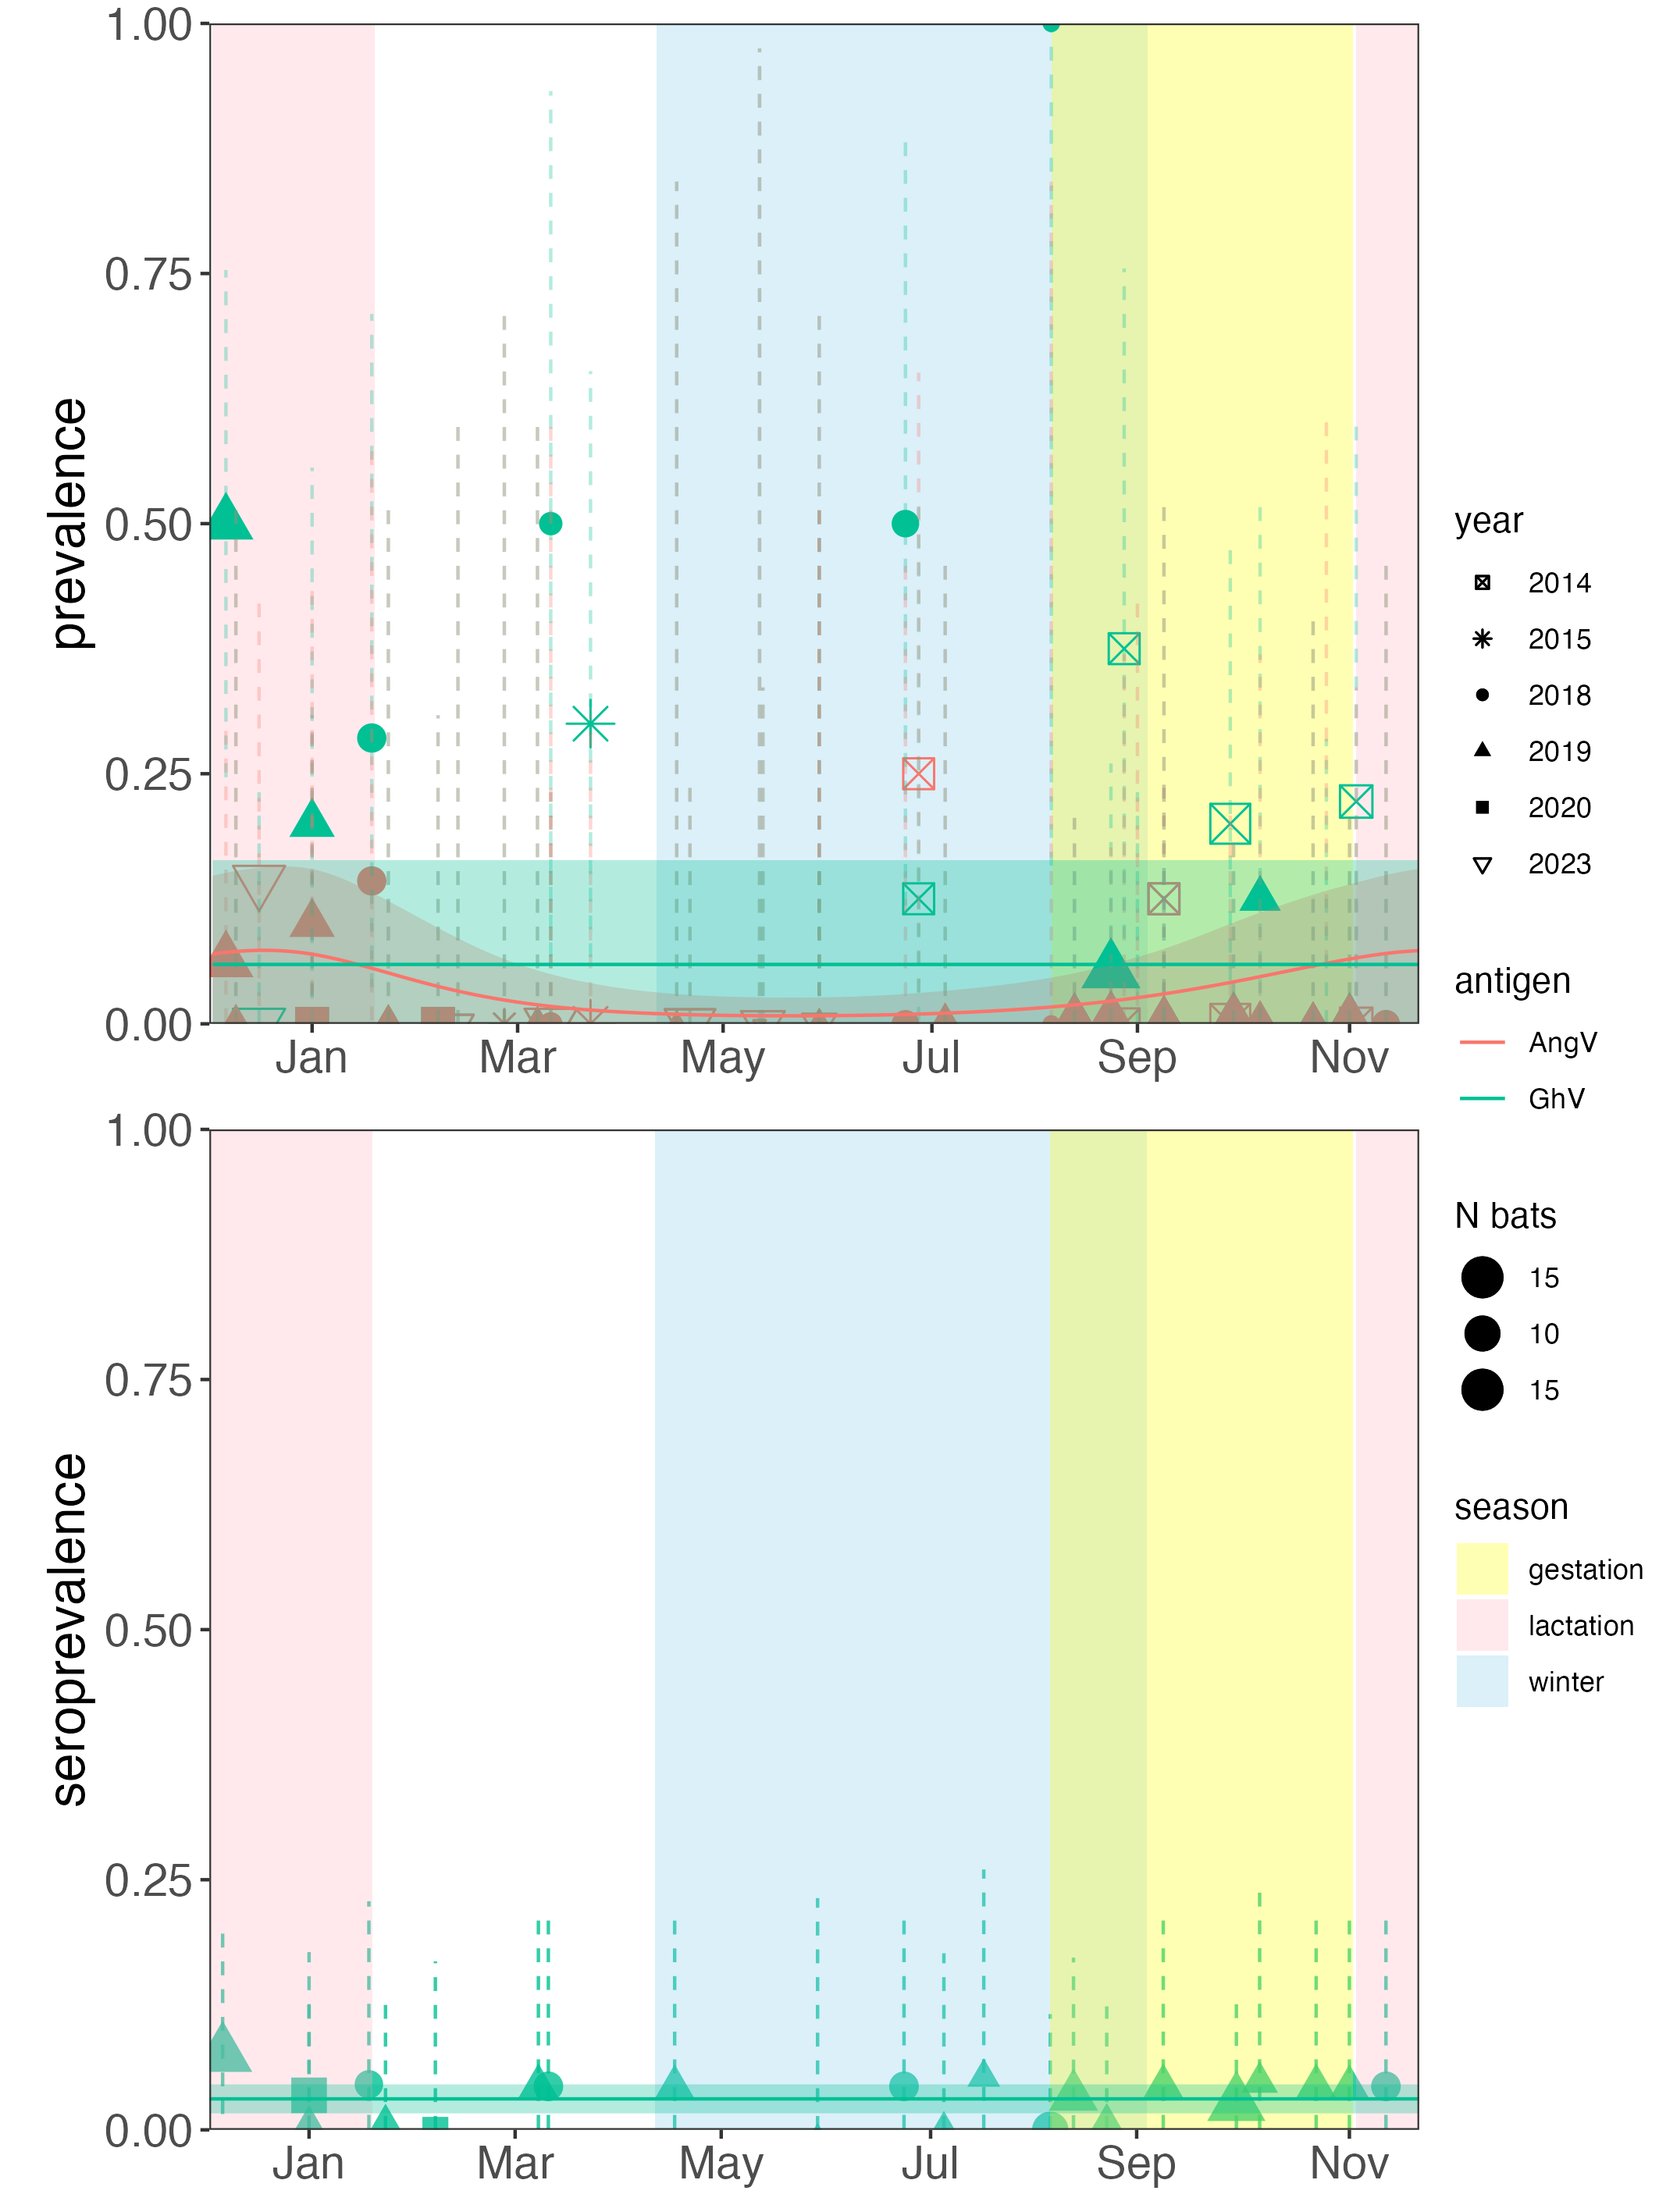 1.00
0.75
0.50
0.25
0.00
prevalence
Jan Mar May Jul Sep Nov
1.00
0.75
0.50
0.25
0.00
seroprevalence
Jan Mar May Jul Sep Nov
year
2014
2015
2018
2019
2020
2023
antigen
AngV
GhV
N bats
15
10
15
season
gestation
lactation
winter